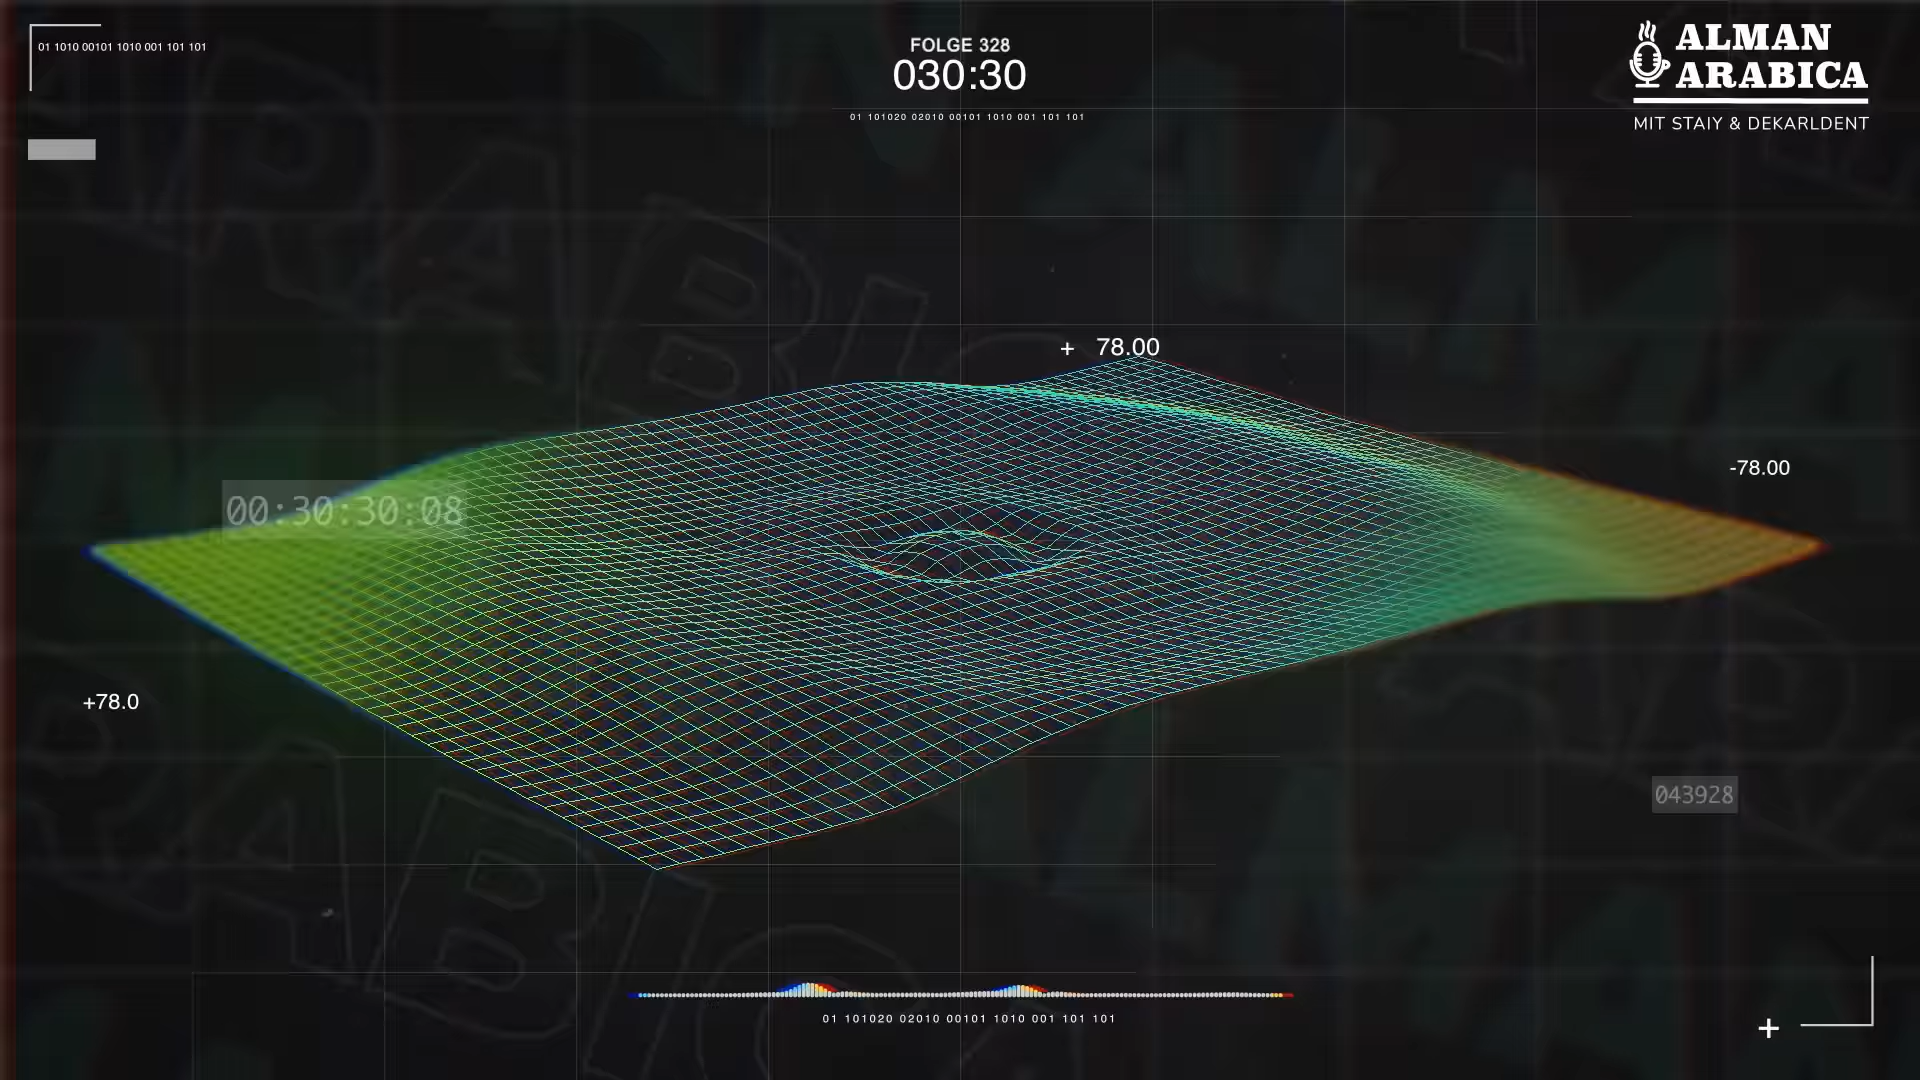 01 1010 00101 1010 001 101 101
FOLGE 328
030:30
01 101020 02010 00101 1010 001 101 101
ALMAN
ARABICA
MIT STAIY & DEKARLDENT
+ 78.00
-78.00
00:30:30:08
+78.0
043928
01 101020 02010 00101 1010 001 101 101
+